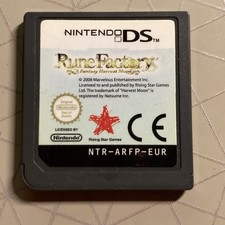 NINTENDO DS™
Rune Factory
A Fantasy Harvest Moon
© 2008 Marvelous Entertainment Inc.
Licensed to and published by Rising Star Games
Ltd. The trademark of "Harvest Moon" is
registered by Natsume Inc.
LICENSED BY
Nintendo
Rising Star Games
NTR-ARFP-EUR